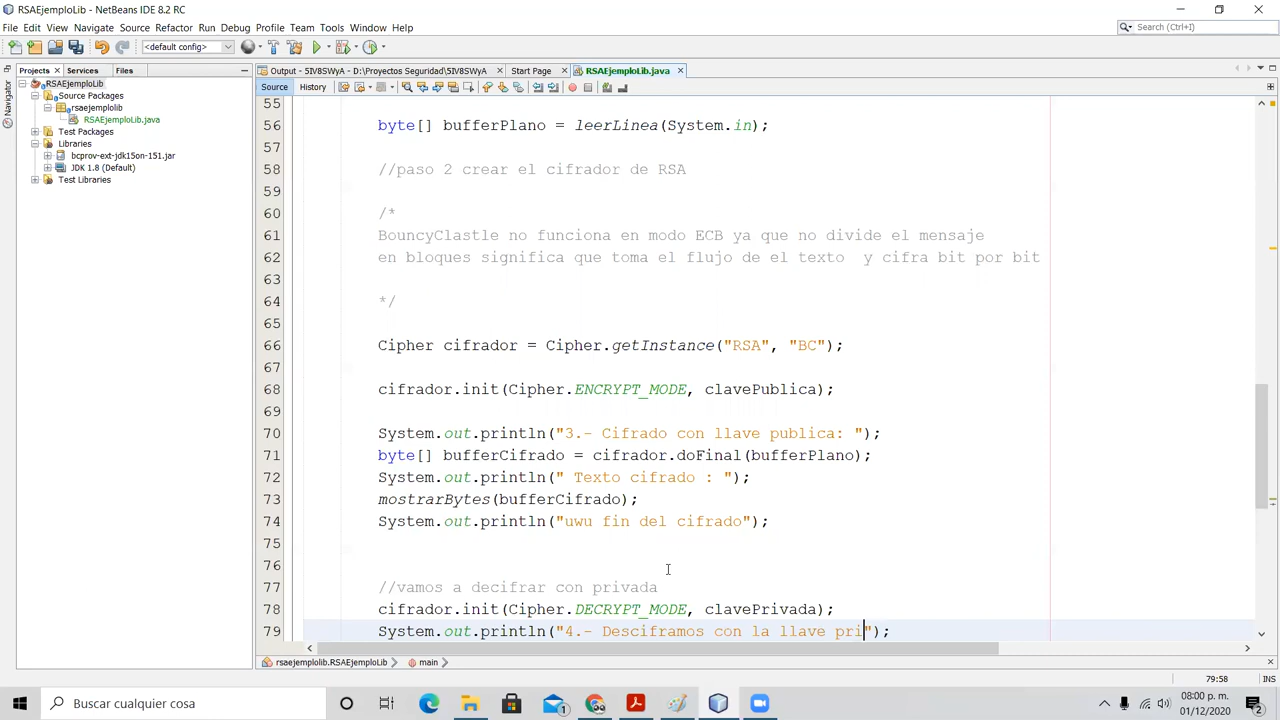 RSAEjemploLib - NetBeans IDE 8.2 RC
File Edit View Navigate Source Refactor Run Debug Profile Team Tools Window Help
Search (Ctrl+I)
<default config>
Projects Services Files
Output - 5IV8SWyA - D:\Proyectos Seguridad\5IV8SWyA Start Page RSAEjemploLib.java
Navigator
Source History
RSAEjemploLib
Source Packages
rsaejemplolib
RSAEjemploLib.java
Test Packages
Libraries
bcprov-ext-jdk15on-151.jar
JDK 1.8 (Default)
Test Libraries
55
56 byte[] bufferPlano = leerLinea(System.in);
57
58 //paso 2 crear el cifrador de RSA
59
60 /*
61 BouncyClastle no funciona en modo ECB ya que no divide el mensaje
62 en bloques significa que toma el flujo de el texto  y cifra bit por bit
63
64 */
65
66 Cipher cifrador = Cipher.getInstance("RSA", "BC");
67
68 cifrador.init(Cipher.ENCRYPT_MODE, clavePublica);
69
70 System.out.println("3.- Cifrado con llave publica: ");
71 byte[] bufferCifrado = cifrador.doFinal(bufferPlano);
72 System.out.println(" Texto cifrado : ");
73 mostrarBytes(bufferCifrado);
74 System.out.println("uwu fin del cifrado");
75
76
77 //vamos a decifrar con privada
78 cifrador.init(Cipher.DECRYPT_MODE, clavePrivada);
79 System.out.println("4.- Desciframos con la llave pri");
rsaejemplolib.RSAEjemploLib main
79:58 INS
Buscar cualquier cosa
1
08:00 p. m.
01/12/2020
2